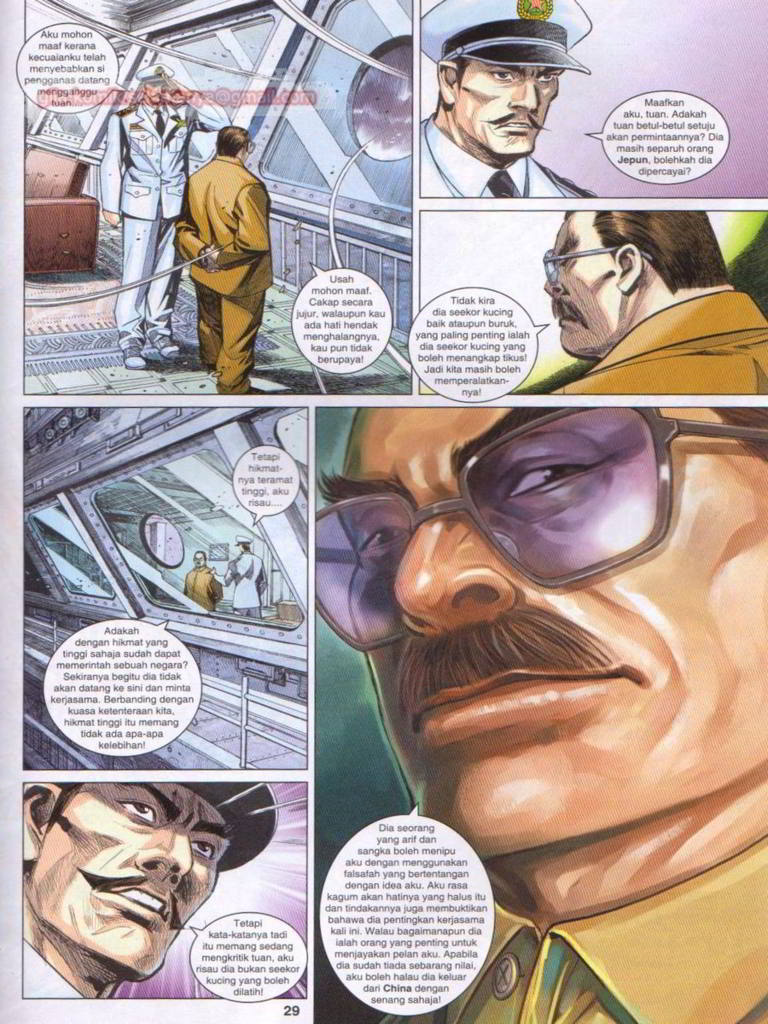 Aku mohon
maaf kerana
kecuaianku telah
menyebabkan si
pengganas datang
mengganggu
tuan.
Usah
mohon maaf.
Cakap secara
jujur, walaupun kau
ada hati hendak
menghalangnya,
kau pun tidak
berupaya!
Maafkan
aku, tuan. Adakah
tuan betul-betul setuju
akan permintaannya? Dia
masih separuh orang
Jepun, bolehkah dia
dipercayai?
Tidak kira
dia seekor kucing
baik ataupun buruk,
yang paling penting ialah
dia seekor kucing yang
boleh menangkap tikus!
Jadi kita masih boleh
memperalatkan-
nya!
Tetapi
hikmat-
nya teramat
tinggi, aku
risau....
Adakah
dengan hikmat yang
tinggi sahaja sudah dapat
memerintah sebuah negara?
Sekiranya begitu dia tidak
akan datang ke sini dan minta
kerjasama. Berbanding dengan
kuasa ketenteraan kita,
hikmat tinggi itu memang
tidak ada apa-apa
kelebihan!
Dia seorang
yang arif dan
sangka boleh menipu
aku dengan menggunakan
falsafah yang bertentangan
dengan idea aku. Aku rasa
kagum akan hatinya yang halus itu
dan tindakannya juga membuktikan
bahawa dia pentingkan kerjasama
kali ini. Walau bagaimanapun dia
ialah orang yang penting untuk
menjayakan pelan aku. Apabila
dia sudah tiada sebarang nilai,
aku boleh halau dia keluar
dari China dengan
senang sahaja!
Tetapi
kata-katanya tadi
itu memang sedang
mengkritik tuan, aku
risau dia bukan seekor
kucing yang boleh
dilatih!
29